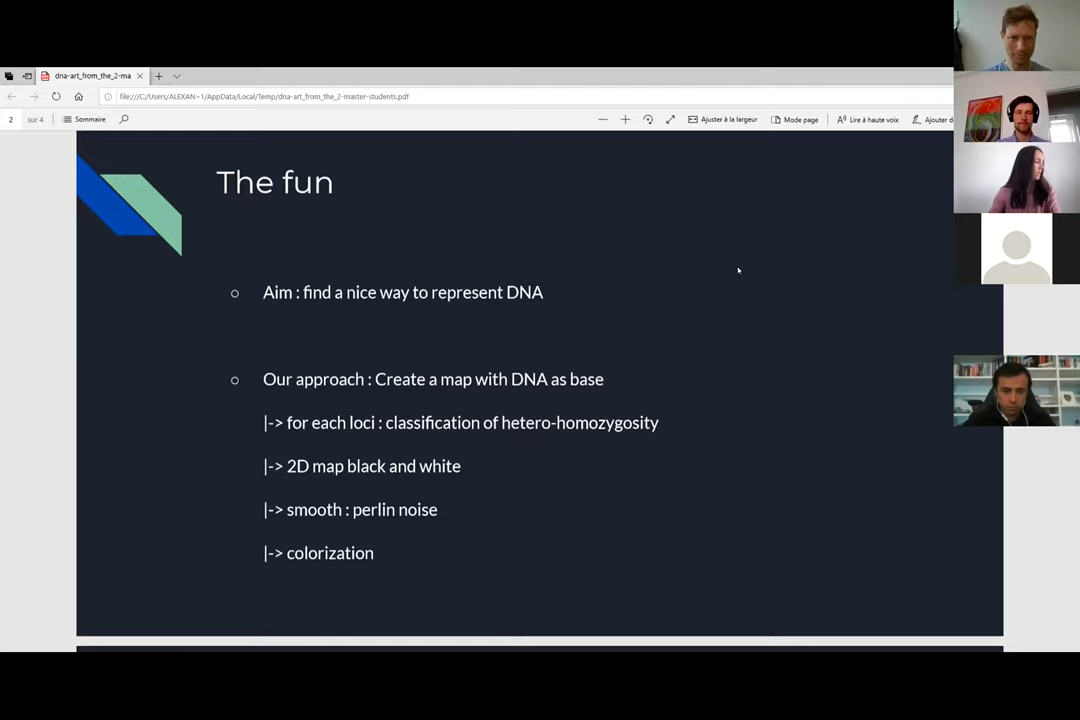 dna-art_from_the_2-ma
file:///C:/Users/ALEXAN~1/AppData/Local/Temp/dna-art_from_the_2-master-students.pdf
2 sur 4 Sommaire Ajuster à la largeur Mode page Lire à haute voix Ajouter
The fun
Aim : find a nice way to represent DNA
Our approach : Create a map with DNA as base
|-> for each loci : classification of hetero-homozygosity
|-> 2D map black and white
|-> smooth : perlin noise
|-> colorization